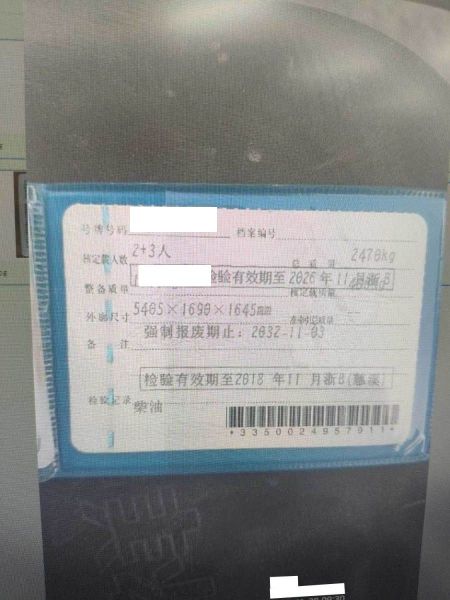 号牌号码 档案编号
核定载人数 2+3人 总质量 2470kg
检验有效期至2026年11月浙B
整备质量 核定载质量
外廓尺寸 5405×1690×1645mm 准牵引总质量
强制报废期止：2032-11-03
备注
检验有效期至2018年11月浙B(慈溪)
检验记录
柴油
*3350024957011*